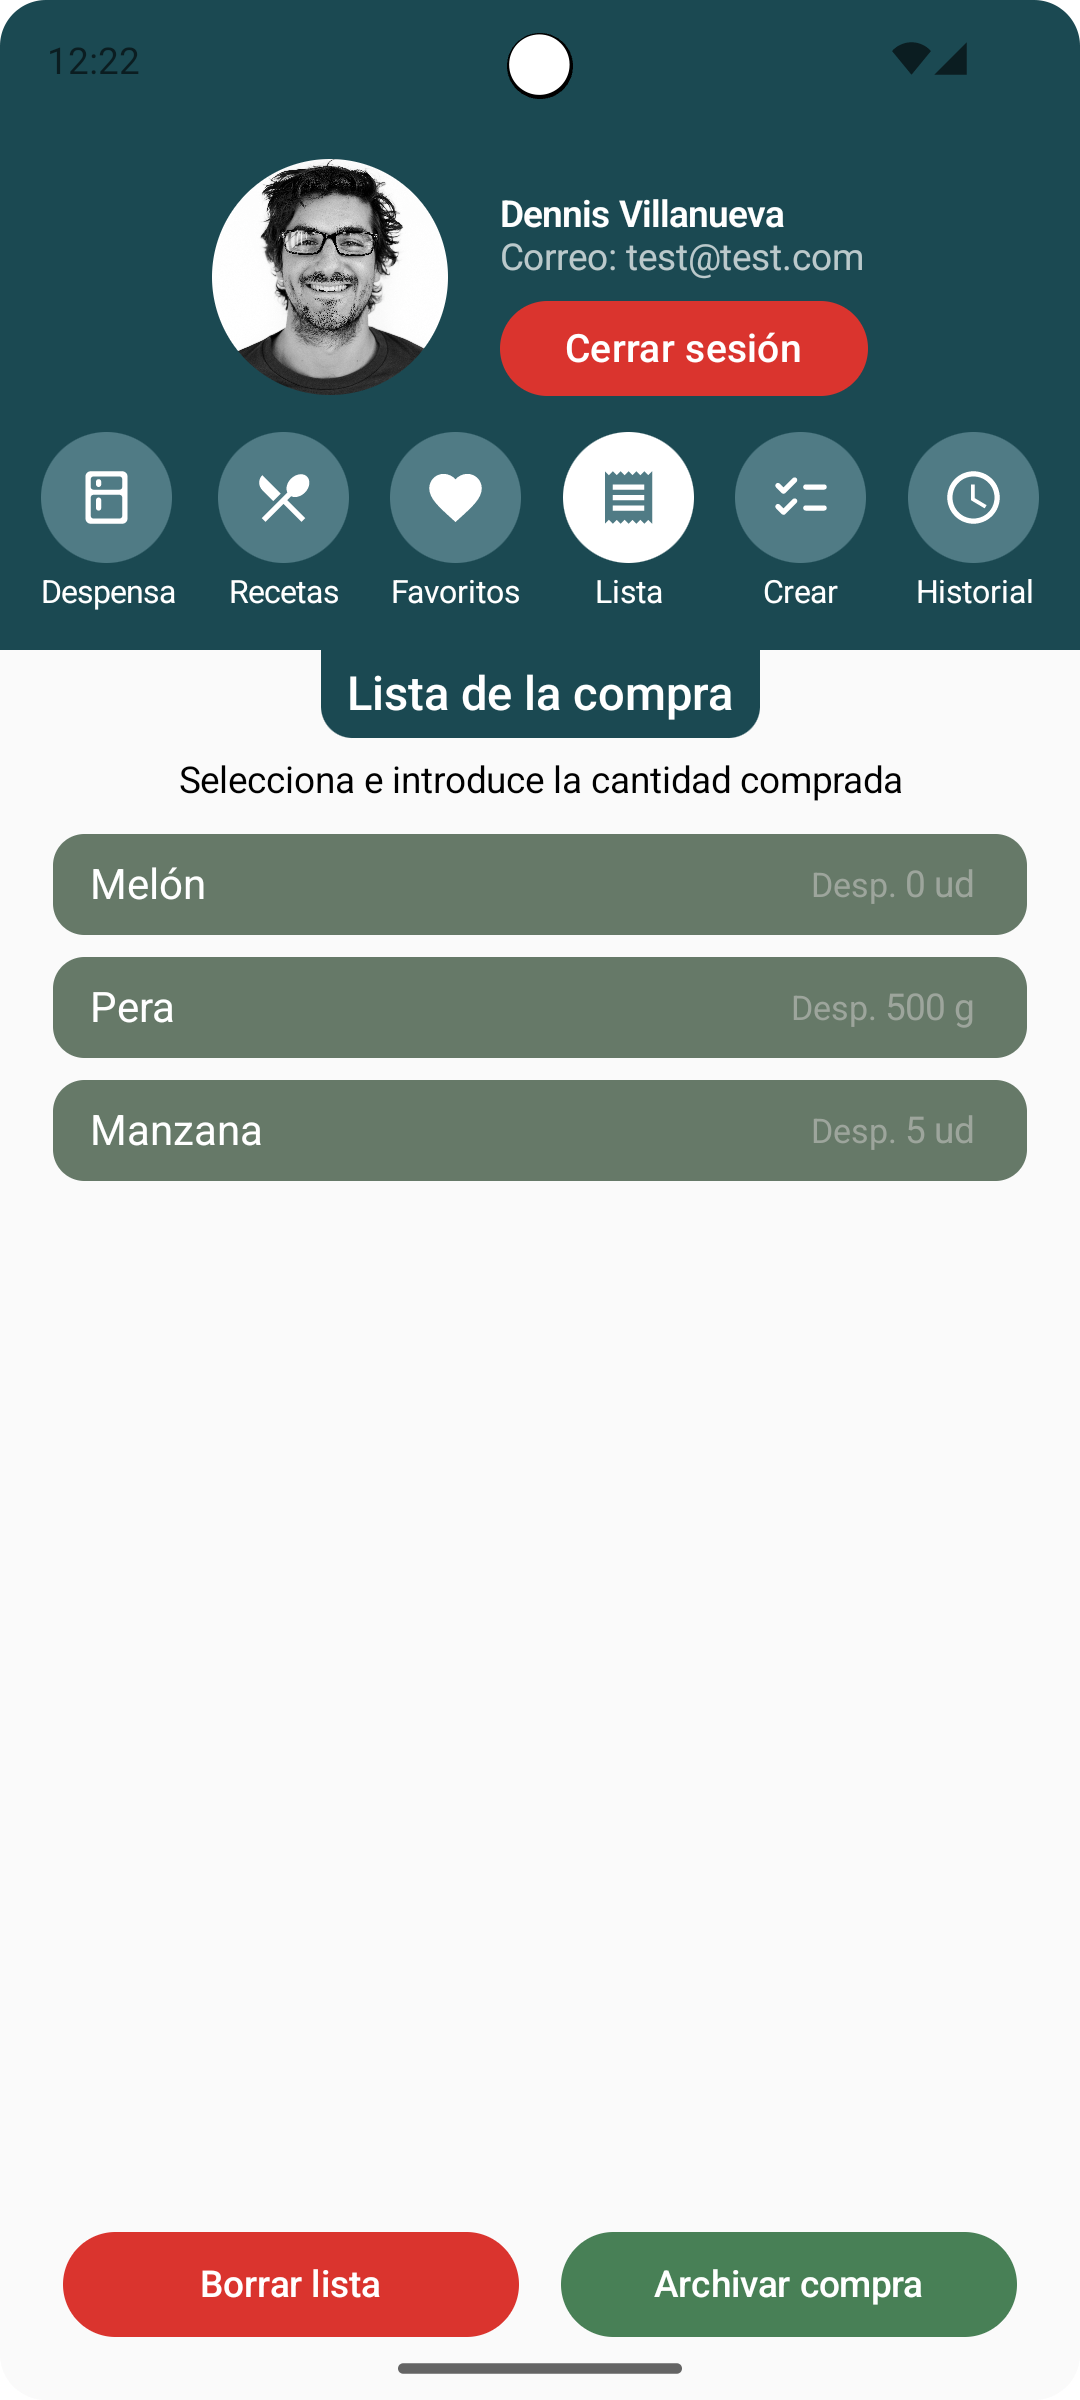 12:22
Dennis Villanueva
Correo: test@test.com
Cerrar sesión
Despensa Recetas Favoritos Lista Crear Historial
Lista de la compra
Selecciona e introduce la cantidad comprada
Melón Desp. 0 ud
Pera Desp. 500 g
Manzana Desp. 5 ud
Borrar lista Archivar compra